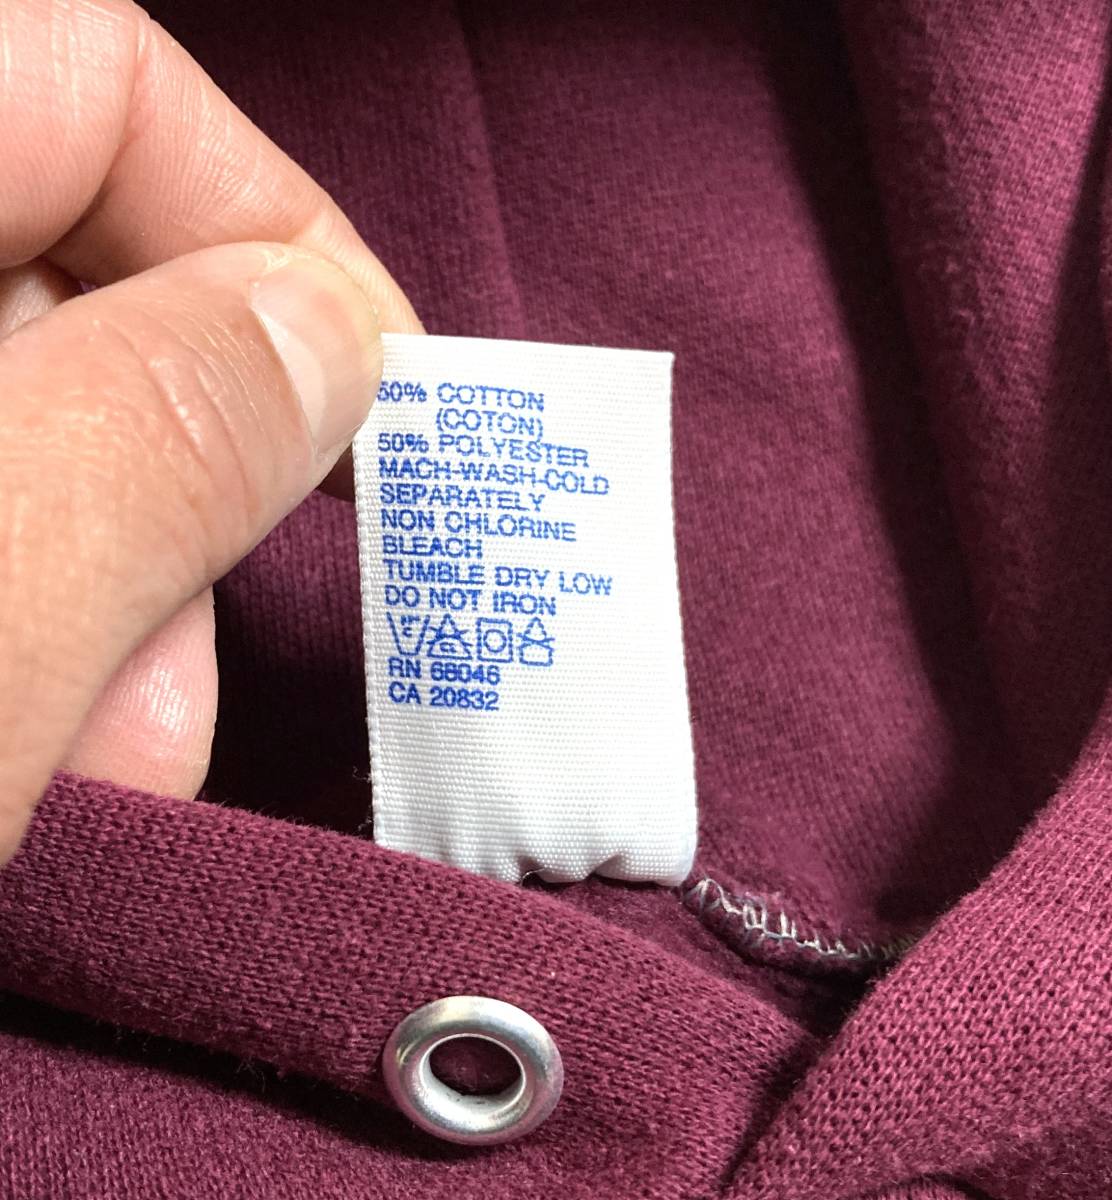 50% COTTON
(COTON)
50% POLYESTER
MACH-WASH-COLD
SEPARATELY
NON CHLORINE
BLEACH
TUMBLE DRY LOW
DO NOT IRON
RN 68046
CA 20832